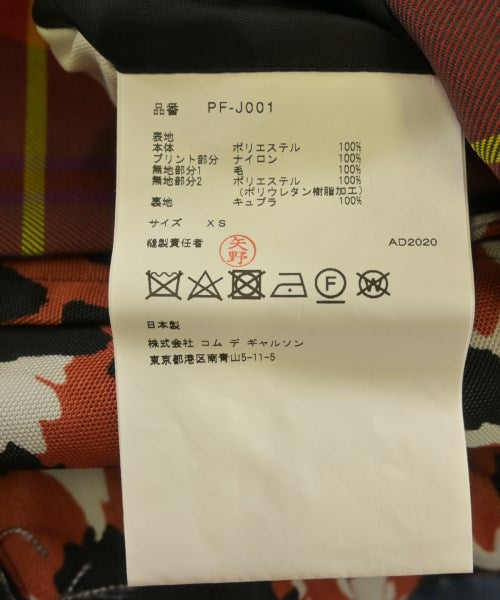 品番 PF-J001
表地
本体 ポリエステル 100%
プリント部分 ナイロン 100%
無地部分1 毛 100%
無地部分2 ポリエステル 100%
(ポリウレタン樹脂加工)
裏地 キュプラ 100%
サイズ XS
縫製責任者 矢野 AD2020
F W
日本製
株式会社 コム デ ギャルソン
東京都港区南青山5-11-5